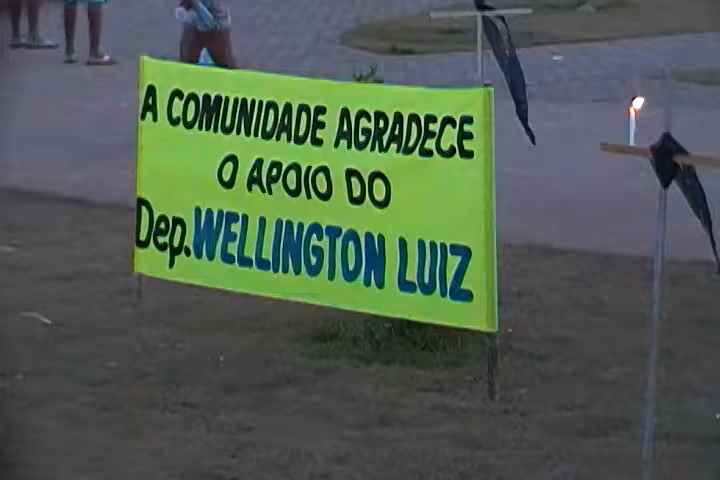 A COMUNIDADE AGRADECE
O APOIO DO
Dep. WELLINGTON LUIZ